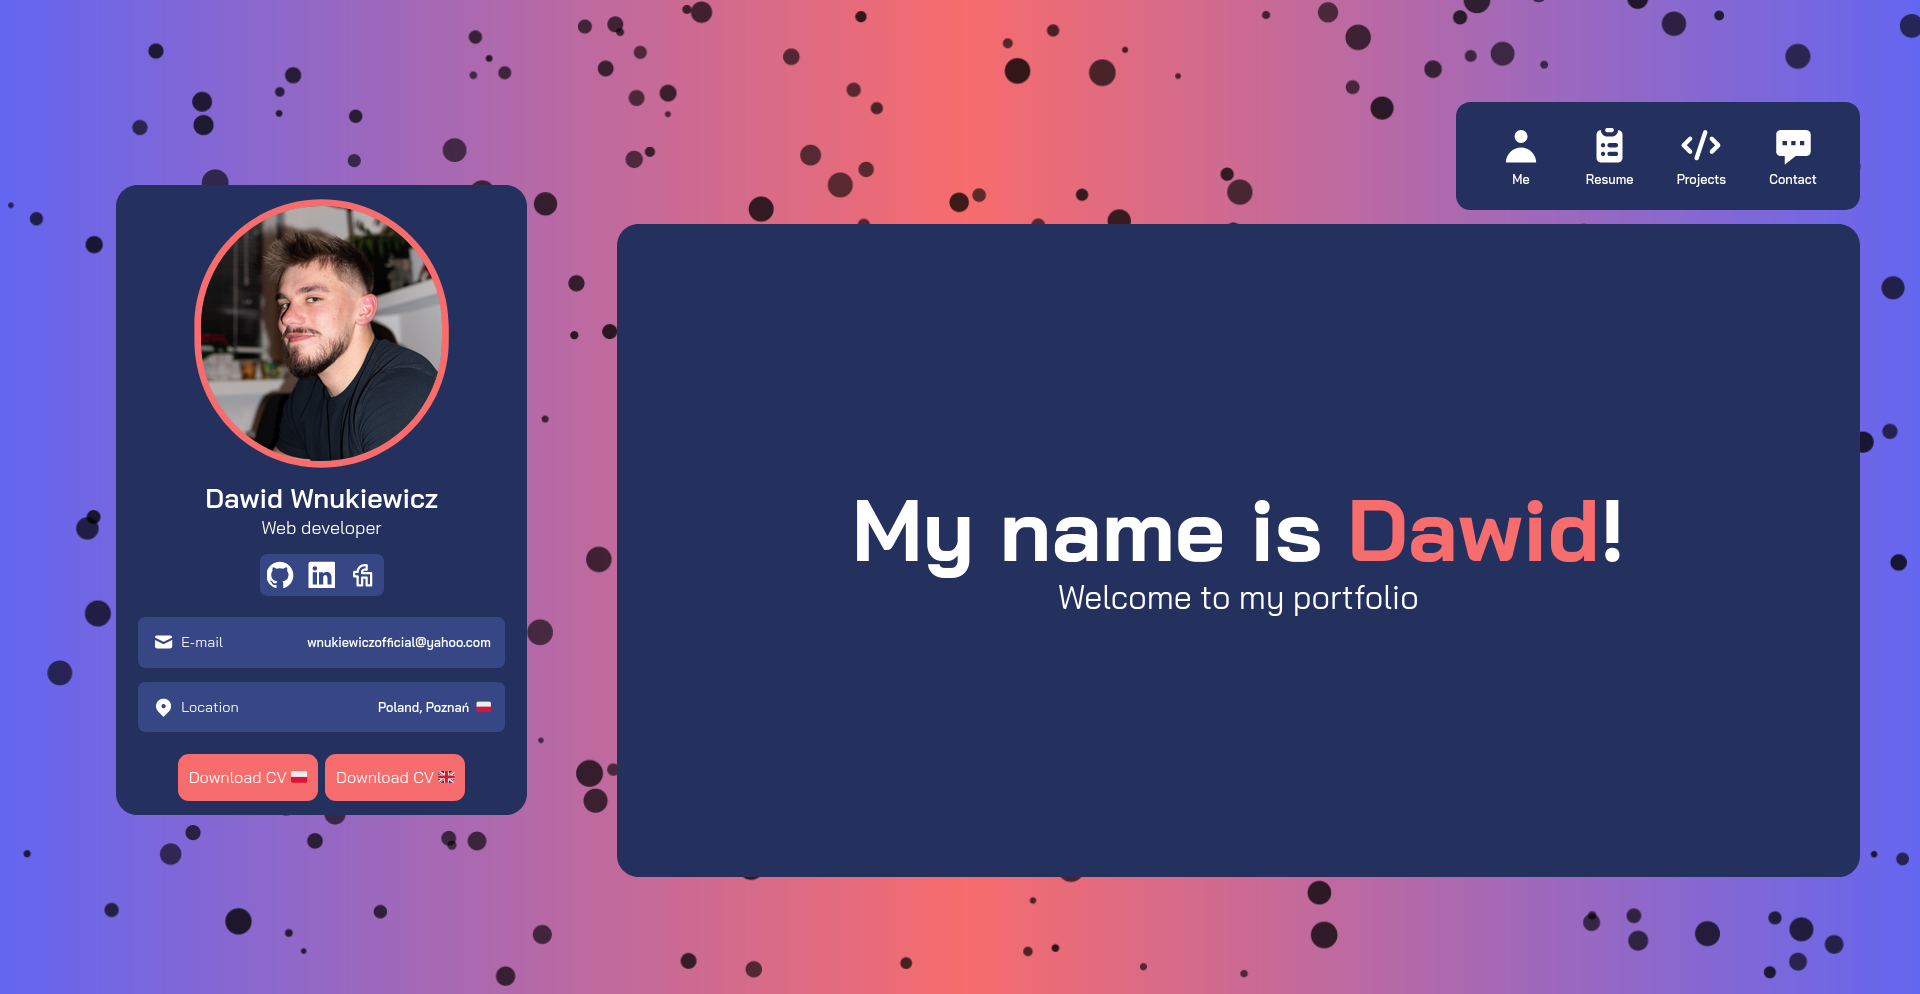 Me
Resume
Projects
Contact
Dawid Wnukiewicz
Web developer
E-mail wnukiewiczofficial@yahoo.com
Location Poland, Poznań
Download CV
Download CV
My name is Dawid!
Welcome to my portfolio